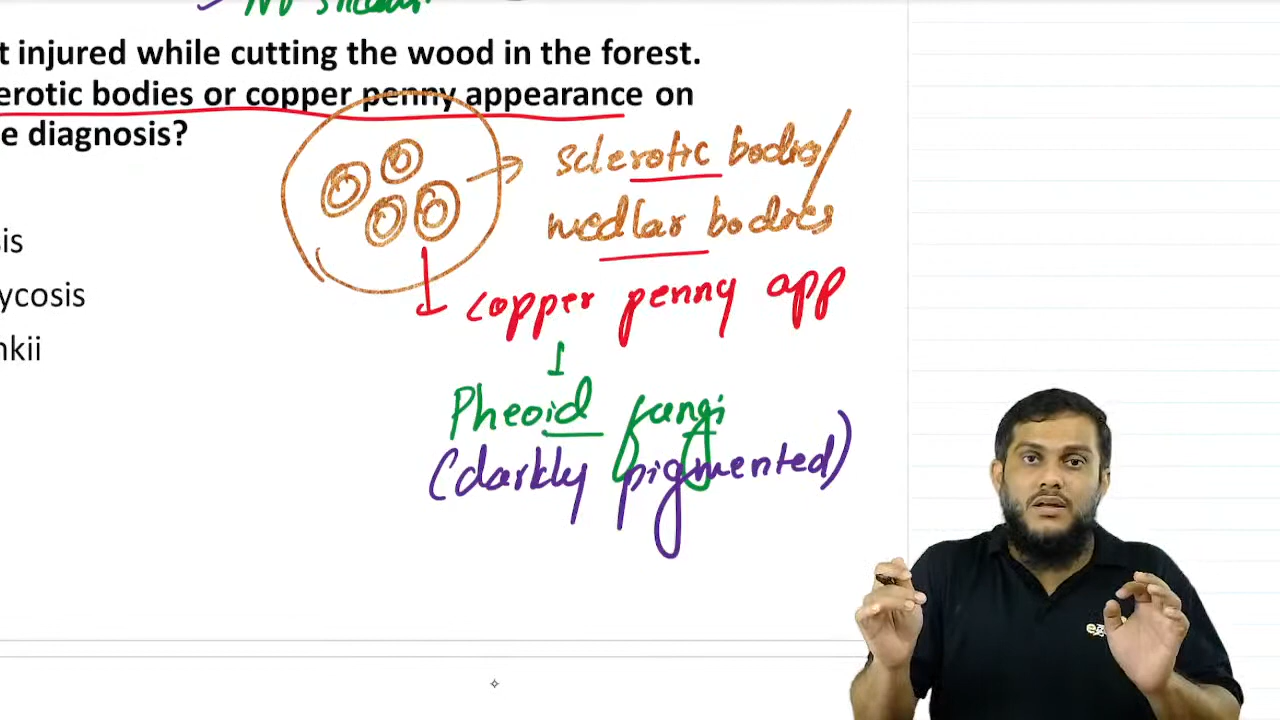 t injured while cutting the wood in the forest.
erotic bodies or copper penny appearance on
e diagnosis?
sclerotic bodies/
medlar bodies
copper penny app
sis
ycosis
nkii
Pheoid fungi
(darkly pigmented)